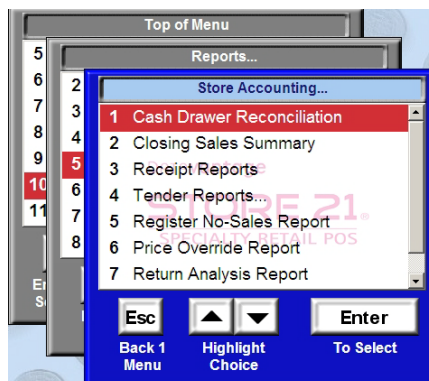 Top of Menu
5
6
7
8
9
10
11
Reports...
2
3
4
5
6
7
8
Store Accounting...
1 Cash Drawer Reconciliation
2 Closing Sales Summary
3 Receipt Reports
4 Tender Reports...
5 Register No-Sales Report
6 Price Override Report
7 Return Analysis Report
STORE 21®
SPECIALTY RETAIL POS
Esc
Enter
Back 1
Menu
Highlight
Choice
To Select